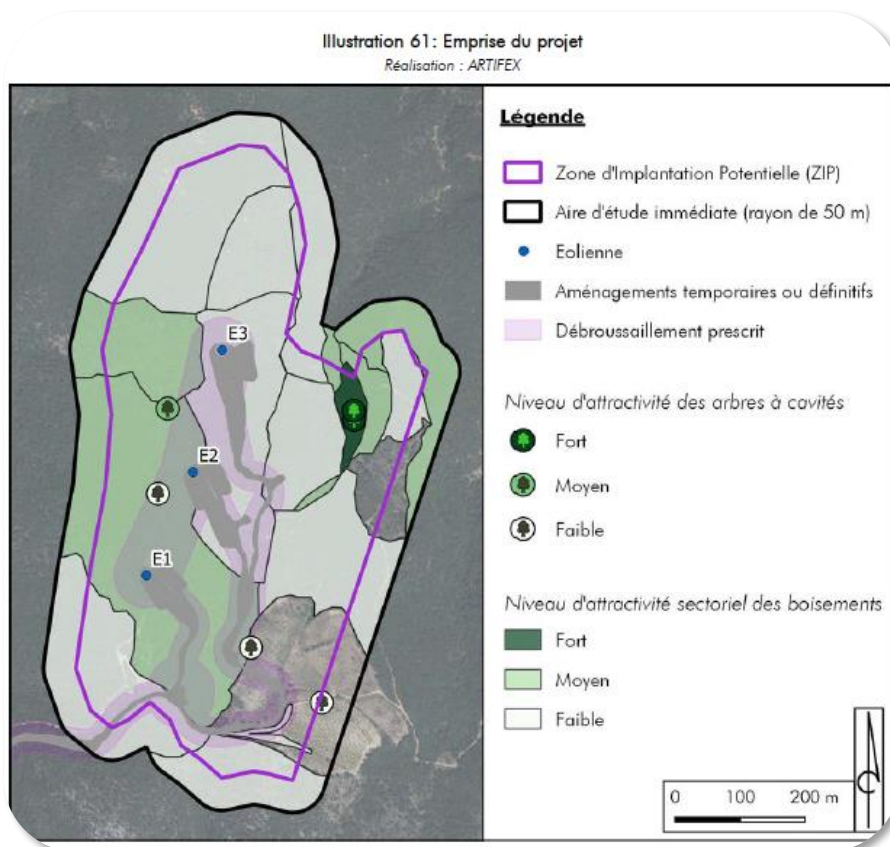 Illustration 61: Emprise du projet
Réalisation : ARTIFEX
Légende
Zone d'Implantation Potentielle (ZIP)
Aire d'étude immédiate (rayon de 50 m)
Eolienne
Aménagements temporaires ou définitifs
Débroussaillement prescrit
Niveau d'attractivité des arbres à cavités
Fort
Moyen
Faible
Niveau d'attractivité sectoriel des boisements
Fort
Moyen
Faible
0 100 200 m
E3
E2
E1